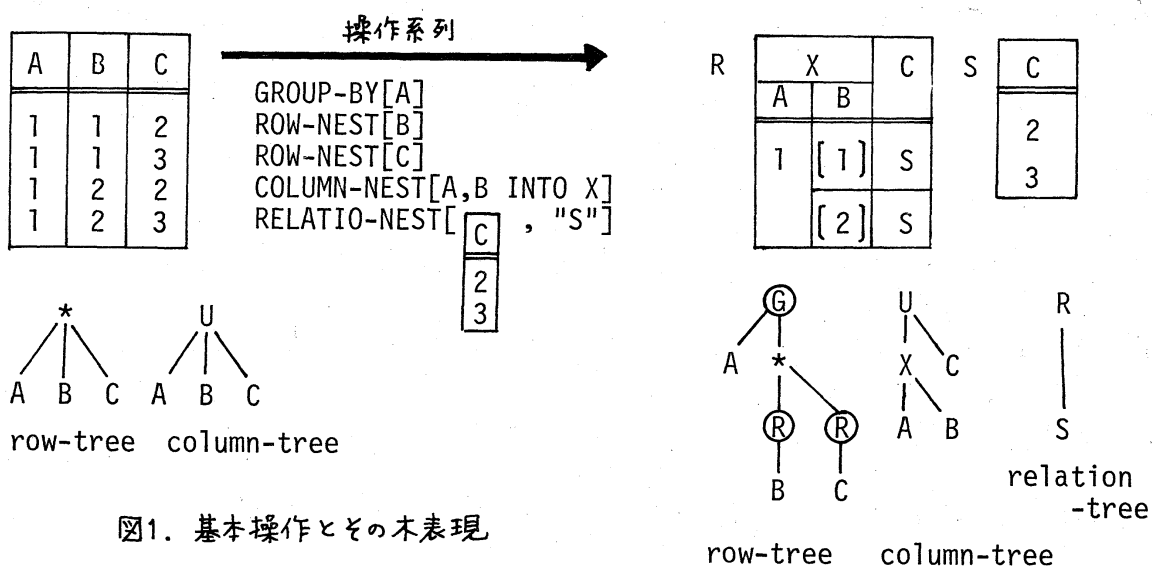 操作系列
A B C
1 1 2
1 1 3
1 2 2
1 2 3
GROUP-BY[A]
ROW-NEST[B]
ROW-NEST[C]
COLUMN-NEST[A,B INTO X]
RELATIO-NEST[ C , "S"]
2
3
R X C S C
A B
1 [1] S 2
[2] S 3
*
A B C
row-tree
U
A B C
column-tree
G
A *
R R
B C
row-tree
U
X C
A B
column-tree
R
S
relation
-tree
図1. 基本操作とその木表現